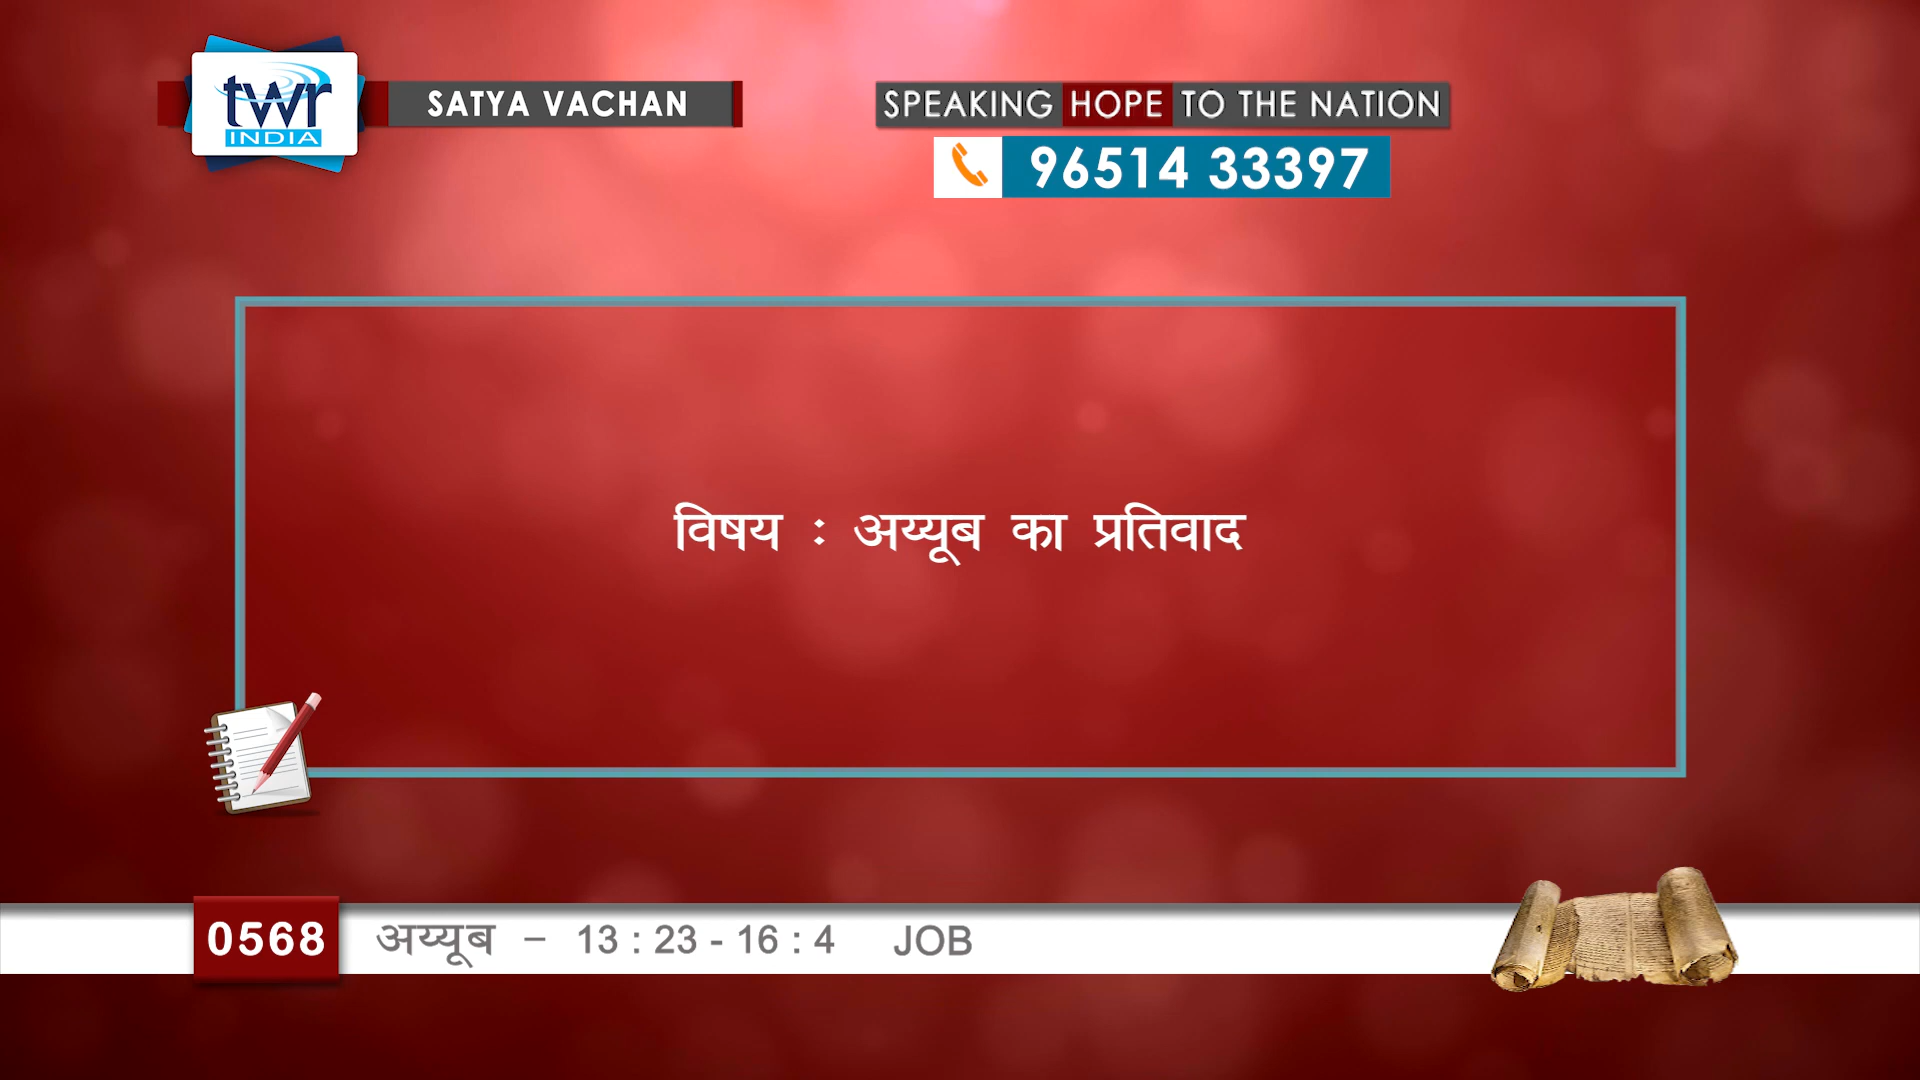 twr
INDIA
SATYA VACHAN
SPEAKING HOPE TO THE NATION
96514 33397
विषय : अय्यूब का प्रतिवाद
0568
अय्यूब - 13 : 23 - 16 : 4 JOB